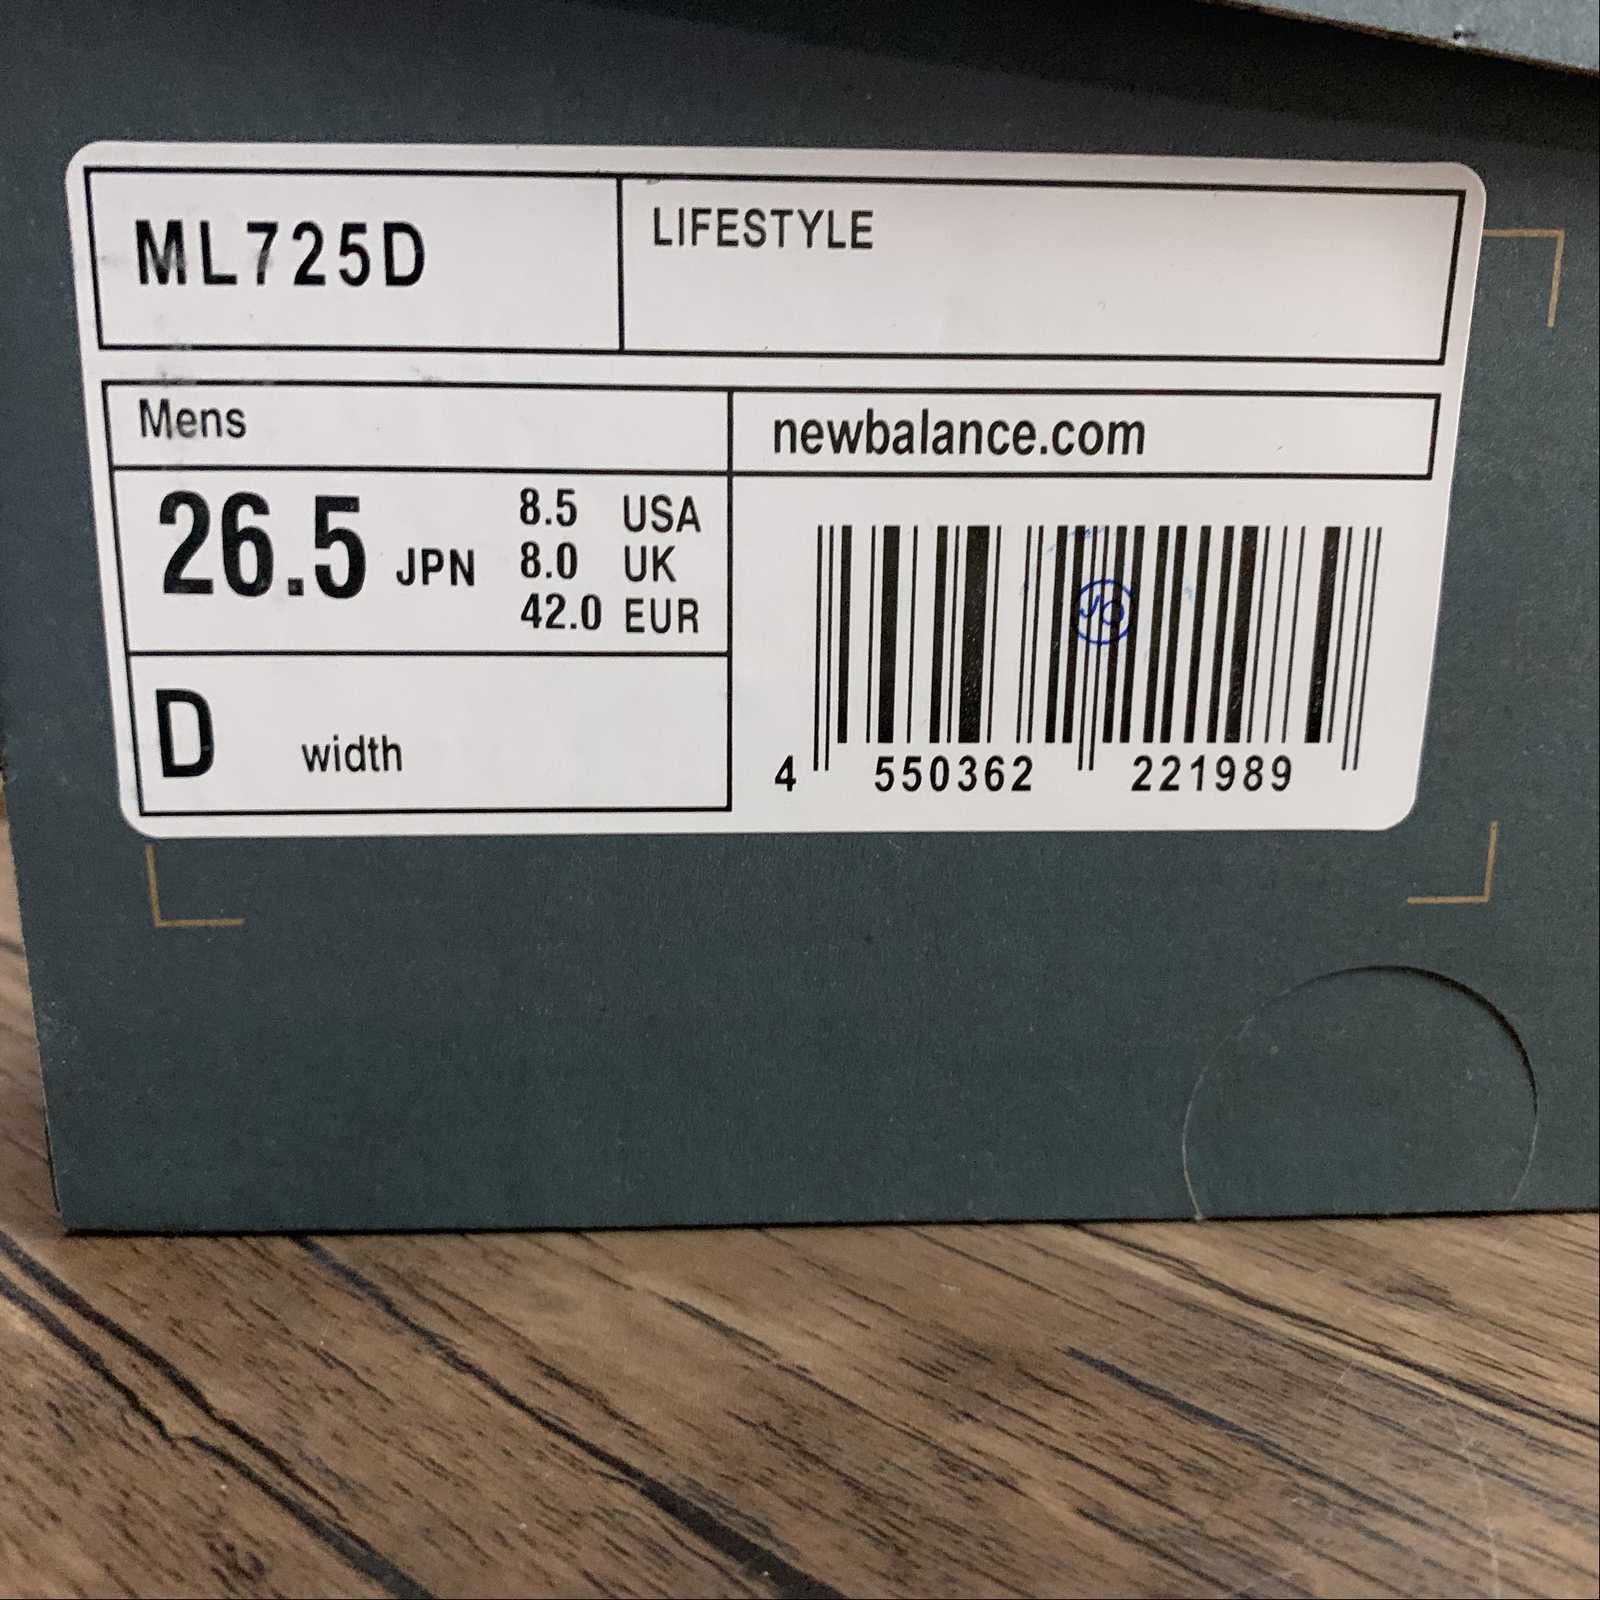 ML725D
LIFESTYLE
Mens
newbalance.com
26.5 JPN
8.5 USA
8.0 UK
42.0 EUR
D width
4 550362 221989